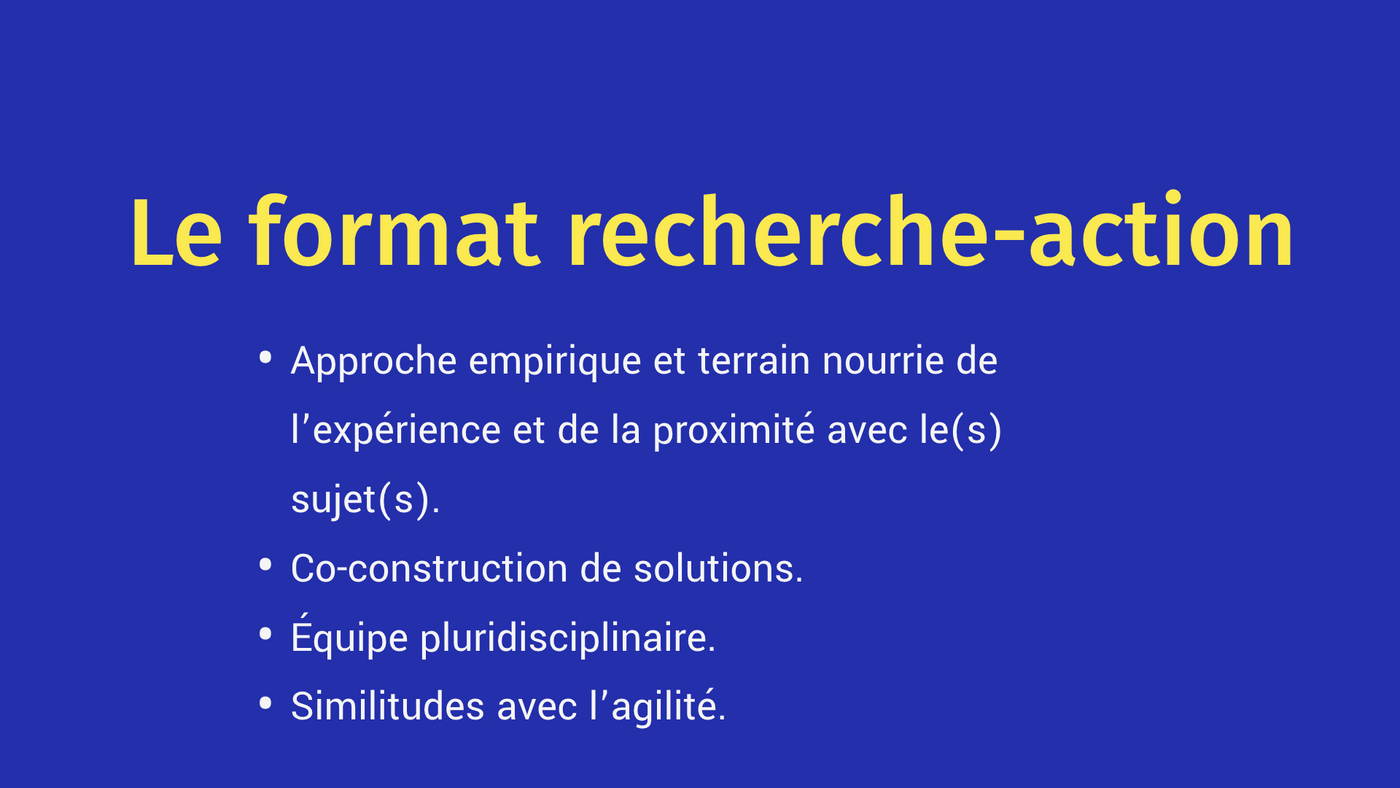 Le format recherche-action
• Approche empirique et terrain nourrie de
l’expérience et de la proximité avec le(s)
sujet(s).
• Co-construction de solutions.
• Équipe pluridisciplinaire.
• Similitudes avec l’agilité.